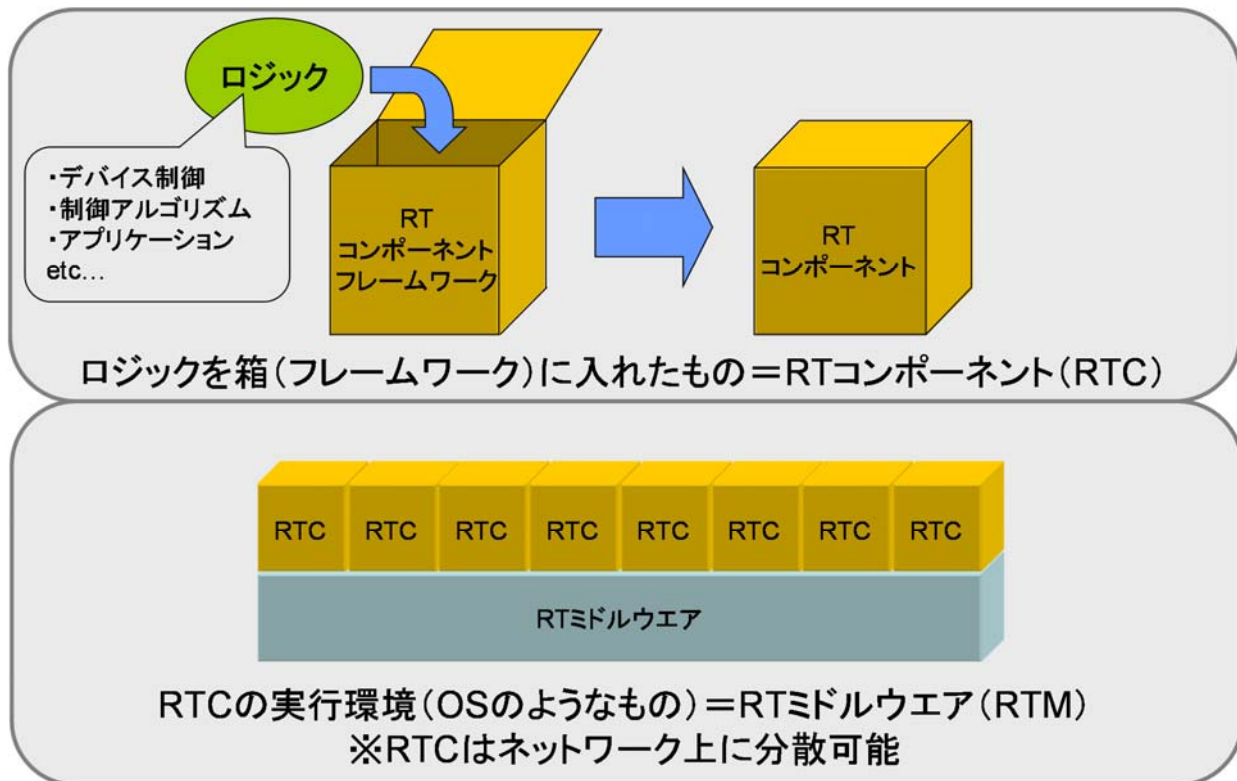 ロジック
・デバイス制御
・制御アルゴリズム
・アプリケーション
etc…
RT
コンポーネント
フレームワーク
RT
コンポーネント
ロジックを箱(フレームワーク)に入れたもの＝RTコンポーネント(RTC)
RTC RTC RTC RTC RTC RTC RTC RTC
RTミドルウエア
RTCの実行環境(OSのようなもの)＝RTミドルウエア(RTM)
※RTCはネットワーク上に分散可能